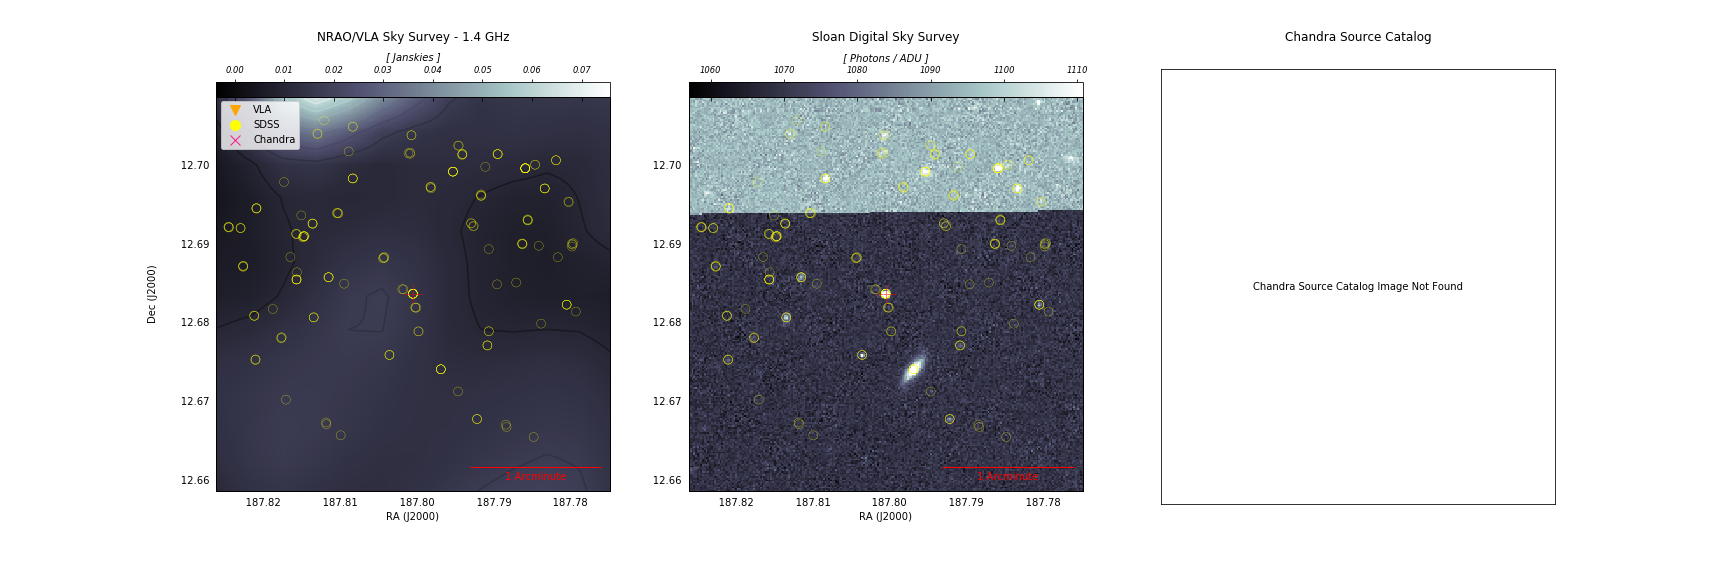 NRAO/VLA Sky Survey - 1.4 GHz
[ Janskies ]
0.00 0.01 0.02 0.03 0.04 0.05 0.06 0.07
VLA
SDSS
Chandra
12.70
12.69
12.68
12.67
12.66
Dec (J2000)
1 Arcminute
187.82 187.81 187.80 187.79 187.78
RA (J2000)
Sloan Digital Sky Survey
[ Photons / ADU ]
1060 1070 1080 1090 1100 1110
12.70
12.69
12.68
12.67
12.66
1 Arcminute
187.82 187.81 187.80 187.79 187.78
RA (J2000)
Chandra Source Catalog
Chandra Source Catalog Image Not Found